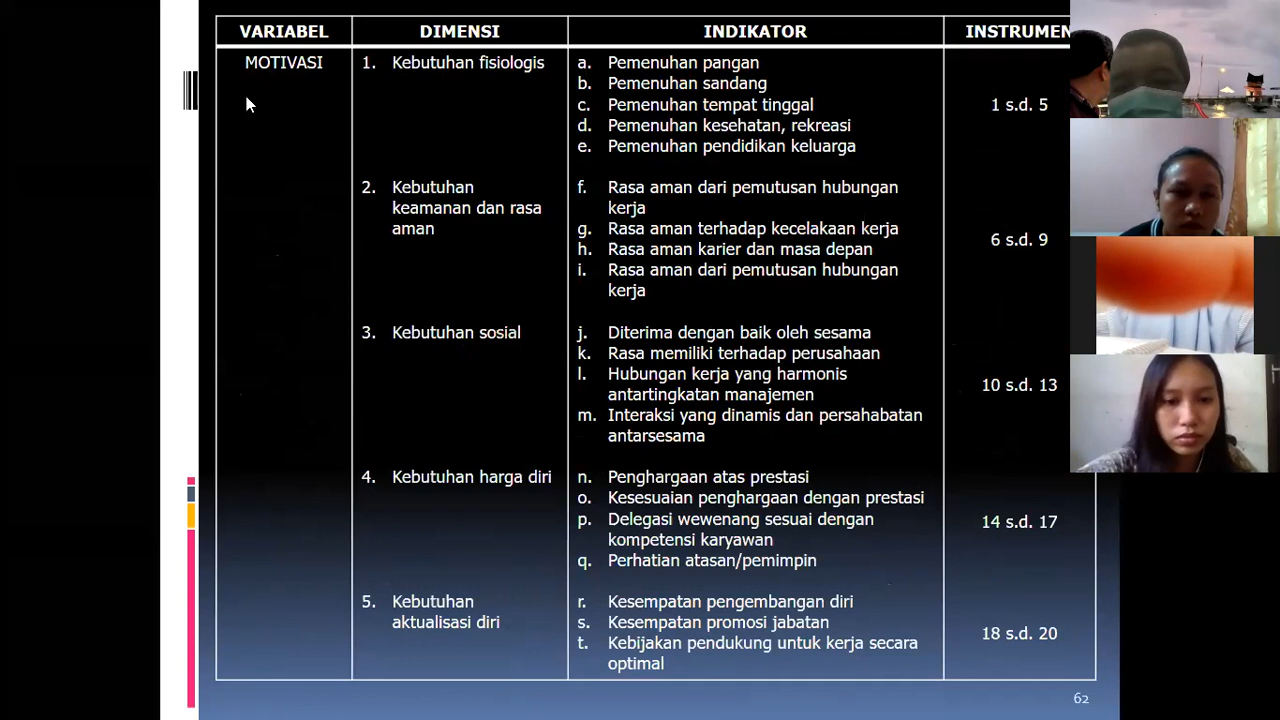 VARIABEL DIMENSI INDIKATOR INSTRUMEN
MOTIVASI 1. Kebutuhan fisiologis a. Pemenuhan pangan
b. Pemenuhan sandang
c. Pemenuhan tempat tinggal 1 s.d. 5
d. Pemenuhan kesehatan, rekreasi
e. Pemenuhan pendidikan keluarga
2. Kebutuhan f. Rasa aman dari pemutusan hubungan
keamanan dan rasa kerja
aman g. Rasa aman terhadap kecelakaan kerja 6 s.d. 9
h. Rasa aman karier dan masa depan
i. Rasa aman dari pemutusan hubungan
kerja
3. Kebutuhan sosial j. Diterima dengan baik oleh sesama
k. Rasa memiliki terhadap perusahaan
l. Hubungan kerja yang harmonis 10 s.d. 13
antartingkatan manajemen
m. Interaksi yang dinamis dan persahabatan
antarsesama
4. Kebutuhan harga diri n. Penghargaan atas prestasi
o. Kesesuaian penghargaan dengan prestasi
p. Delegasi wewenang sesuai dengan 14 s.d. 17
kompetensi karyawan
q. Perhatian atasan/pemimpin
5. Kebutuhan r. Kesempatan pengembangan diri
aktualisasi diri s. Kesempatan promosi jabatan 18 s.d. 20
t. Kebijakan pendukung untuk kerja secara
optimal
62